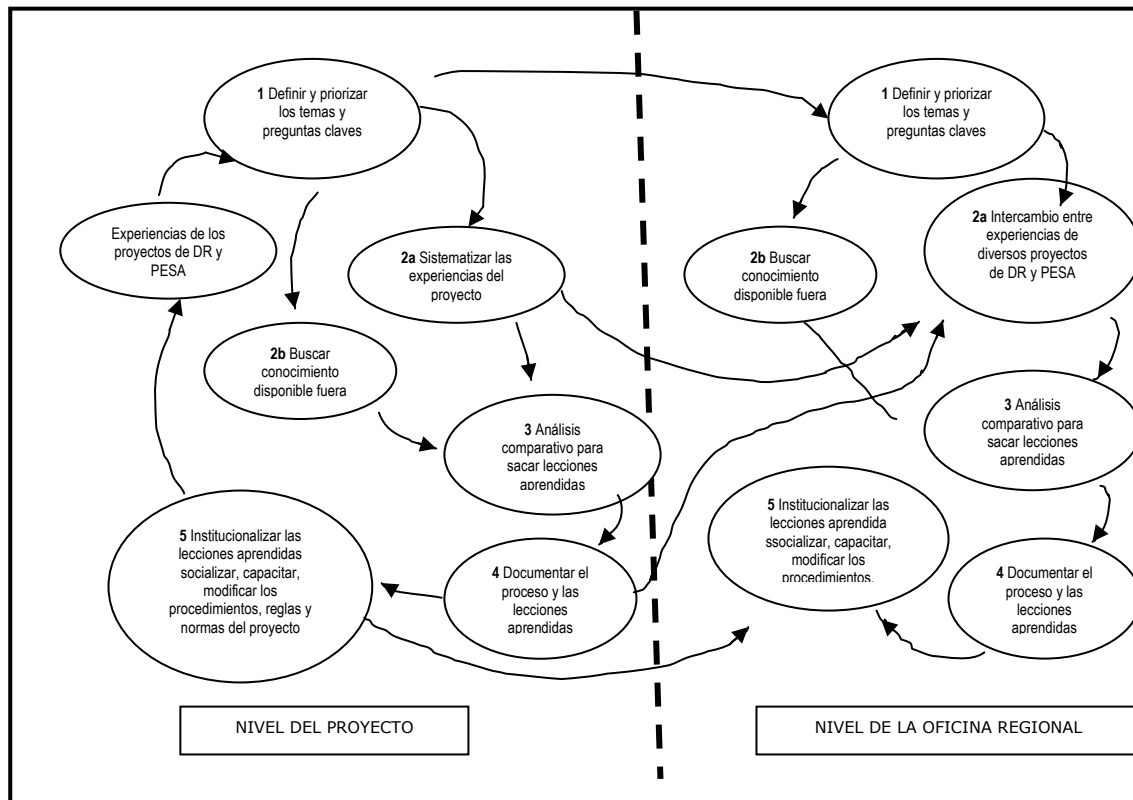 1 Definir y priorizar
los temas y
preguntas claves
Experiencias de los
proyectos de DR y
PESA
2a Sistematizar las
experiencias del
proyecto
2b Buscar
conocimiento
disponible fuera
3 Análisis
comparativo para
sacar lecciones
aprendidas
4 Documentar el
proceso y las
lecciones
aprendidas
5 Institucionalizar las
lecciones aprendidas
ssocializar, capacitar,
modificar los
procedimientos, reglas y
normas del proyecto
NIVEL DEL PROYECTO
1 Definir y priorizar
los temas y
preguntas claves
2a Intercambio entre
experiencias de
diversos proyectos
de DR y PESA
2b Buscar
conocimiento
disponible fuera
3 Análisis
comparativo para
sacar lecciones
aprendidas
5 Institucionalizar las
lecciones aprendida
ssocializar, capacitar,
modificar los
procedimientos.
4 Documentar el
proceso y las
lecciones
aprendidas
NIVEL DE LA OFICINA REGIONAL